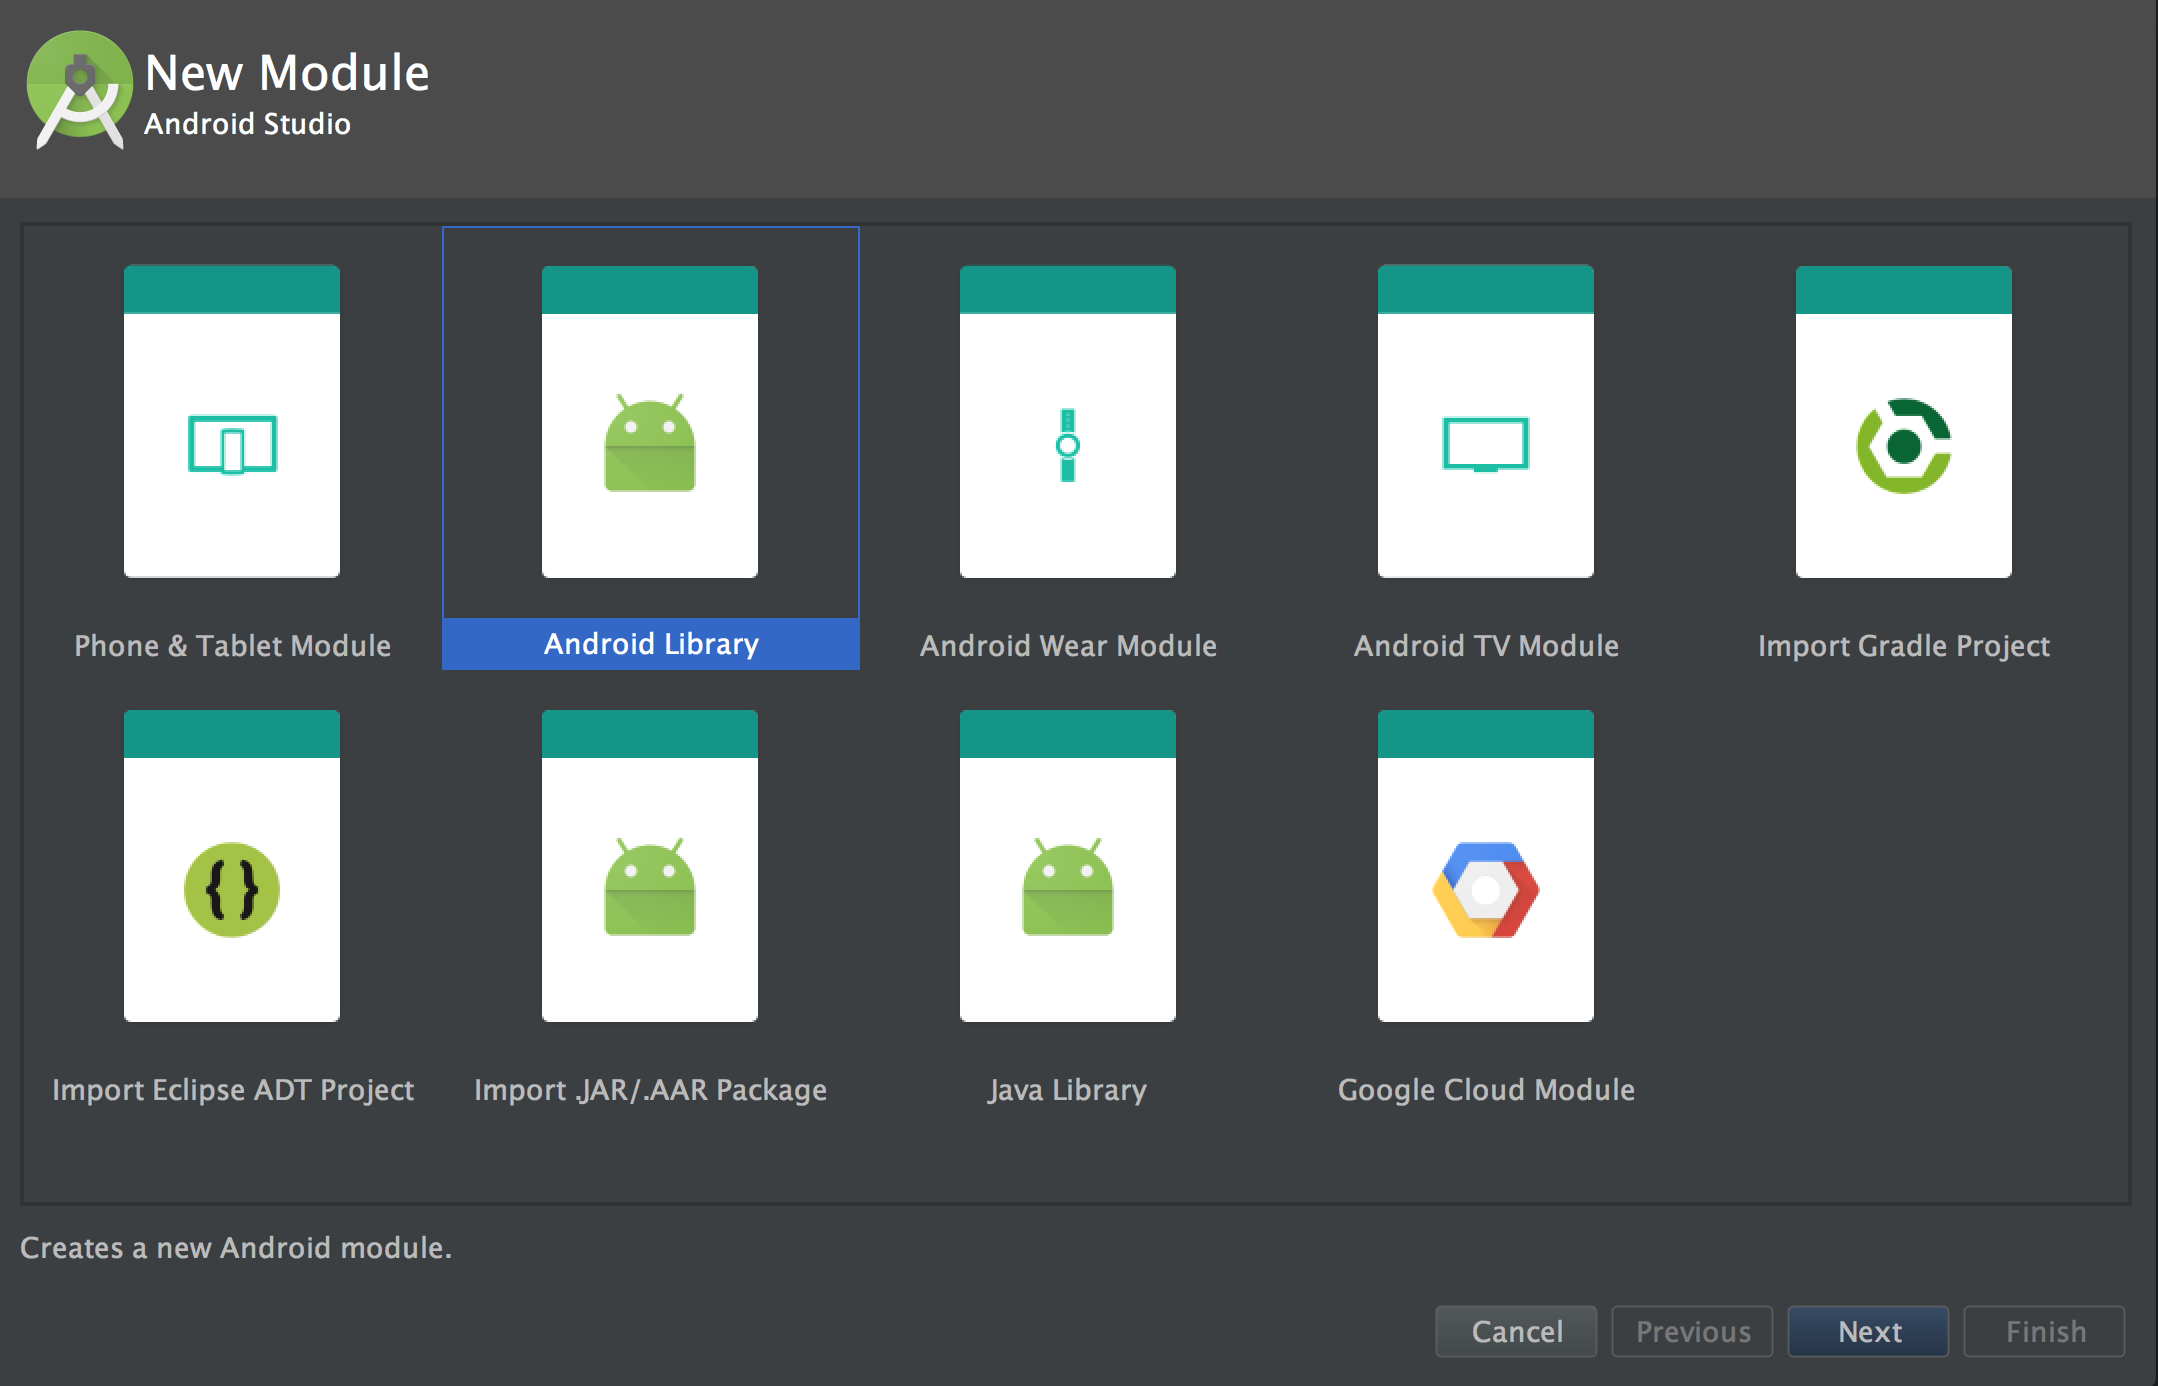 New Module
Android Studio
Phone & Tablet Module
Android Library
Android Wear Module
Android TV Module
Import Gradle Project
{ }
Import Eclipse ADT Project
Import .JAR/.AAR Package
Java Library
Google Cloud Module
Creates a new Android module.
Cancel
Previous
Next
Finish